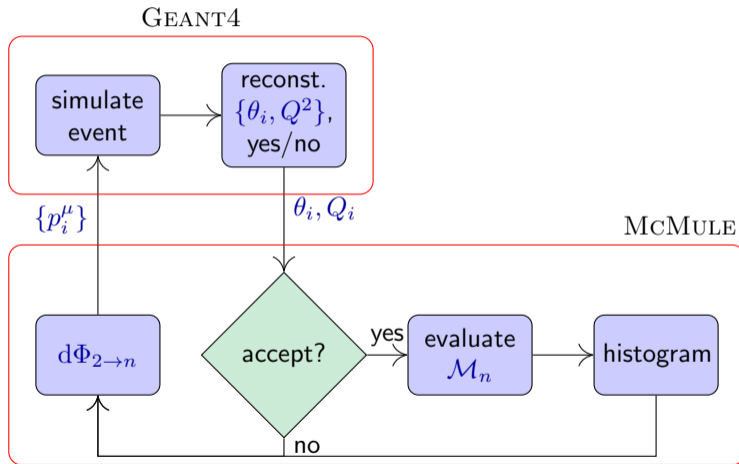 GEANT4
simulate
event
reconst.
{θ_i, Q^2},
yes/no
{p_i^μ}
θ_i, Q_i
MCMULE
dΦ_{2→n}
accept?
yes
evaluate
ℳ_n
histogram
no